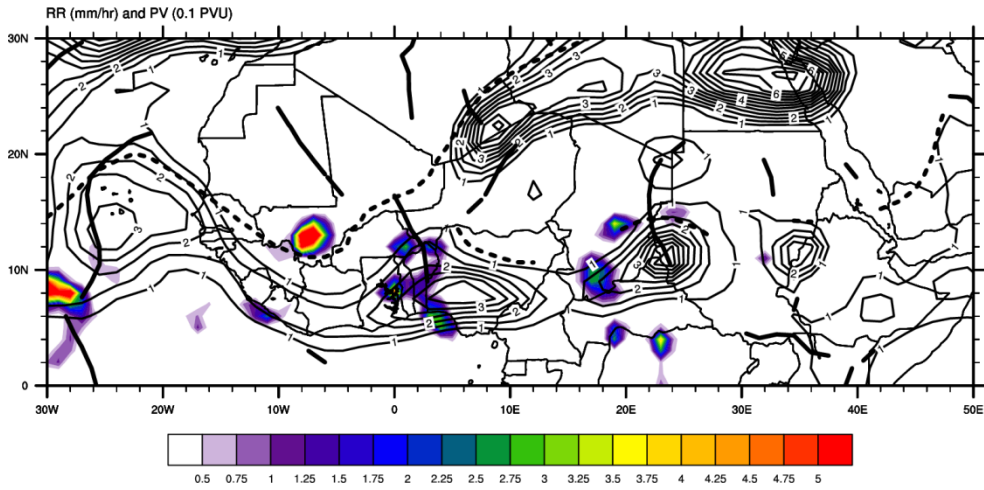 RR (mm/hr) and PV (0.1 PVU)
30N
20N
10N
0
30W 20W 10W 0 10E 20E 30E 40E 50E
0.5 0.75 1 1.25 1.5 1.75 2 2.25 2.5 2.75 3 3.25 3.5 3.75 4 4.25 4.5 4.75 5